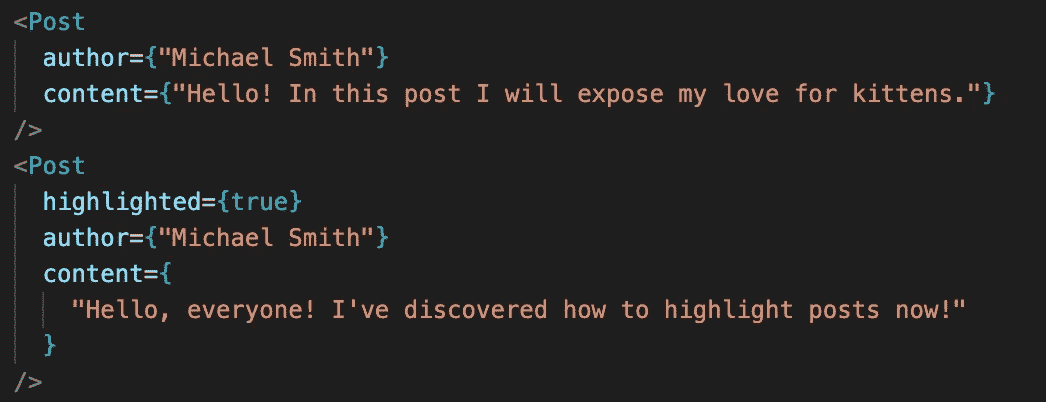 <Post
author={"Michael Smith"}
content={"Hello! In this post I will expose my love for kittens."}
/>
<Post
highlighted={true}
author={"Michael Smith"}
content={
"Hello, everyone! I've discovered how to highlight posts now!"
}
/>